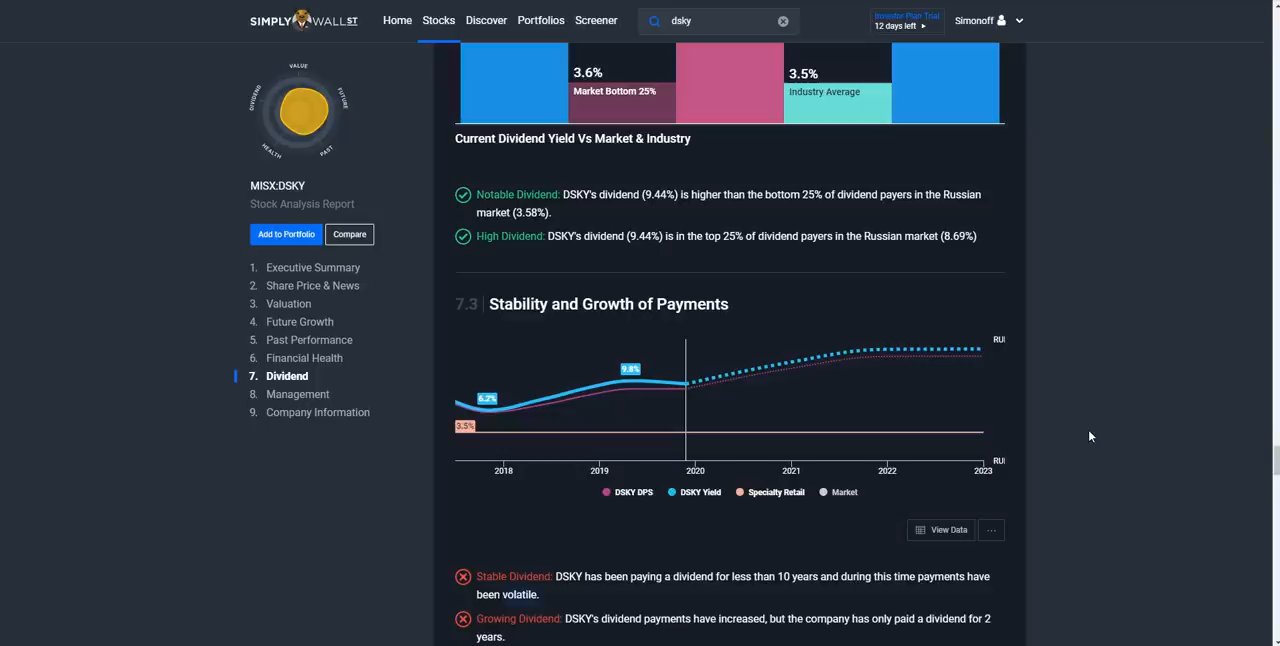 SIMPLY WALL ST
Home Stocks Discover Portfolios Screener
dsky
Investor Plan Trial
12 days left ▸
Simonoff
VALUE
FUTURE
PAST
HEALTH
DIVIDEND
MISX:DSKY
Stock Analysis Report
Add to Portfolio
Compare
1. Executive Summary
2. Share Price & News
3. Valuation
4. Future Growth
5. Past Performance
6. Financial Health
7. Dividend
8. Management
9. Company Information
3.6%
Market Bottom 25%
3.5%
Industry Average
Current Dividend Yield Vs Market & Industry
Notable Dividend: DSKY's dividend (9.44%) is higher than the bottom 25% of dividend payers in the Russian
market (3.58%).
High Dividend: DSKY's dividend (9.44%) is in the top 25% of dividend payers in the Russian market (8.69%)
7.3 Stability and Growth of Payments
RU
9.8%
6.2%
3.5%
RU
2018 2019 2020 2021 2022 2023
DSKY DPS DSKY Yield Specialty Retail Market
View Data ...
Stable Dividend: DSKY has been paying a dividend for less than 10 years and during this time payments have
been volatile.
Growing Dividend: DSKY's dividend payments have increased, but the company has only paid a dividend for 2
years.